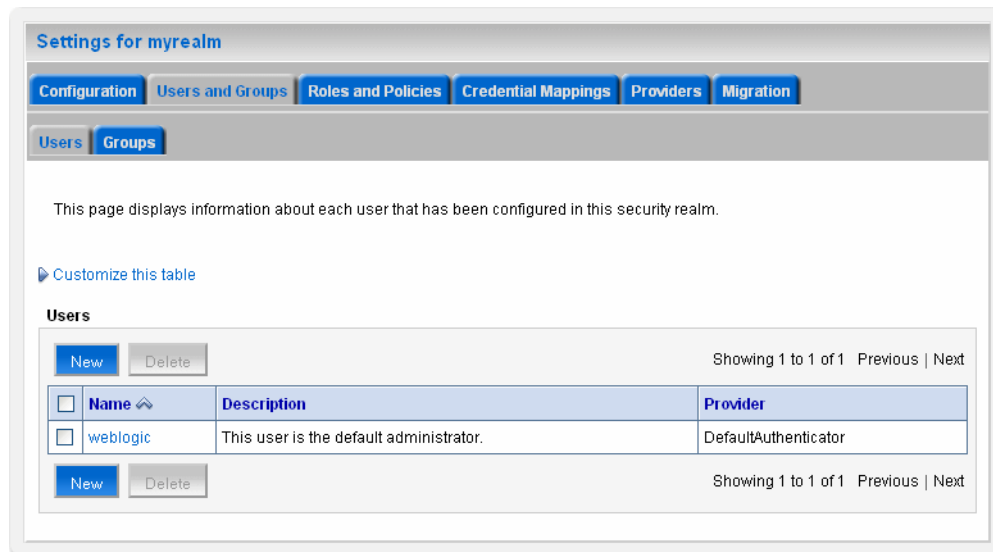 Settings for myrealm
Configuration Users and Groups Roles and Policies Credential Mappings Providers Migration
Users Groups
This page displays information about each user that has been configured in this security realm.
Customize this table
Users
New Delete Showing 1 to 1 of 1 Previous | Next
Name Description Provider
weblogic This user is the default administrator. DefaultAuthenticator
New Delete Showing 1 to 1 of 1 Previous | Next